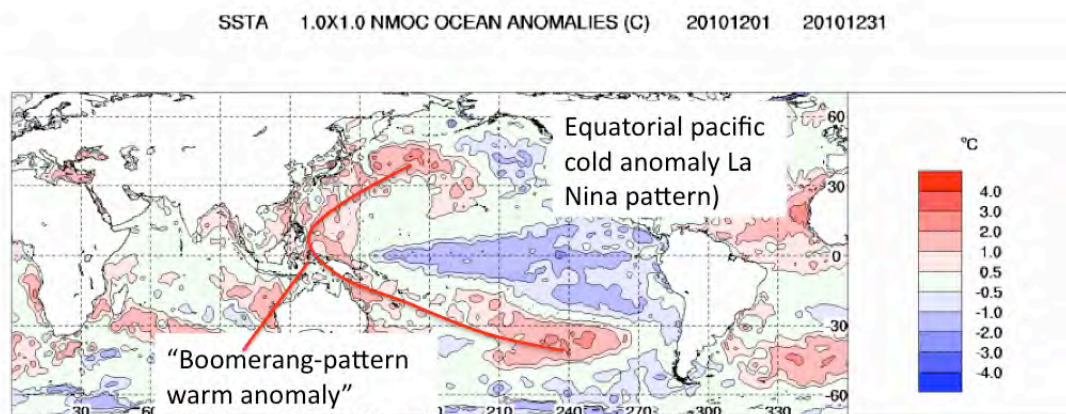 SSTA 1.0X1.0 NMOC OCEAN ANOMALIES (C) 20101201 20101231
Equatorial pacific
cold anomaly La
Nina pattern)
°C
4.0
3.0
2.0
1.0
0.5
-0.5
-1.0
-2.0
-3.0
-4.0
60
30
0
-30
-60
"Boomerang-pattern
warm anomaly"
30 60 210 240 270 300 330